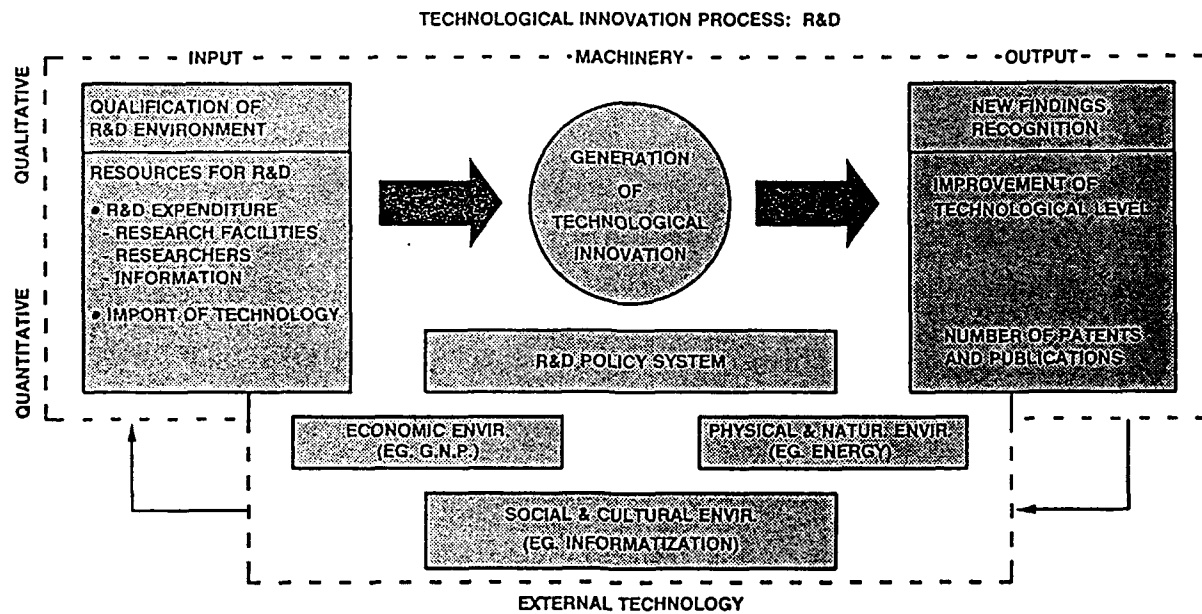 TECHNOLOGICAL INNOVATION PROCESS: R&D
INPUT
MACHINERY
OUTPUT
QUALITATIVE
QUANTITATIVE
QUALIFICATION OF
R&D ENVIRONMENT
RESOURCES FOR R&D
• R&D EXPENDITURE
- RESEARCH FACILITIES
- RESEARCHERS
- INFORMATION
• IMPORT OF TECHNOLOGY
GENERATION
OF
TECHNOLOGICAL
INNOVATION
NEW FINDINGS,
RECOGNITION
IMPROVEMENT OF
TECHNOLOGICAL LEVEL
NUMBER OF PATENTS
AND PUBLICATIONS
R&D POLICY SYSTEM
ECONOMIC ENVIR.
(EG. G.N.P.)
PHYSICAL & NATUR. ENVIR.
(EG. ENERGY)
SOCIAL & CULTURAL ENVIR.
(EG. INFORMATIZATION)
EXTERNAL TECHNOLOGY